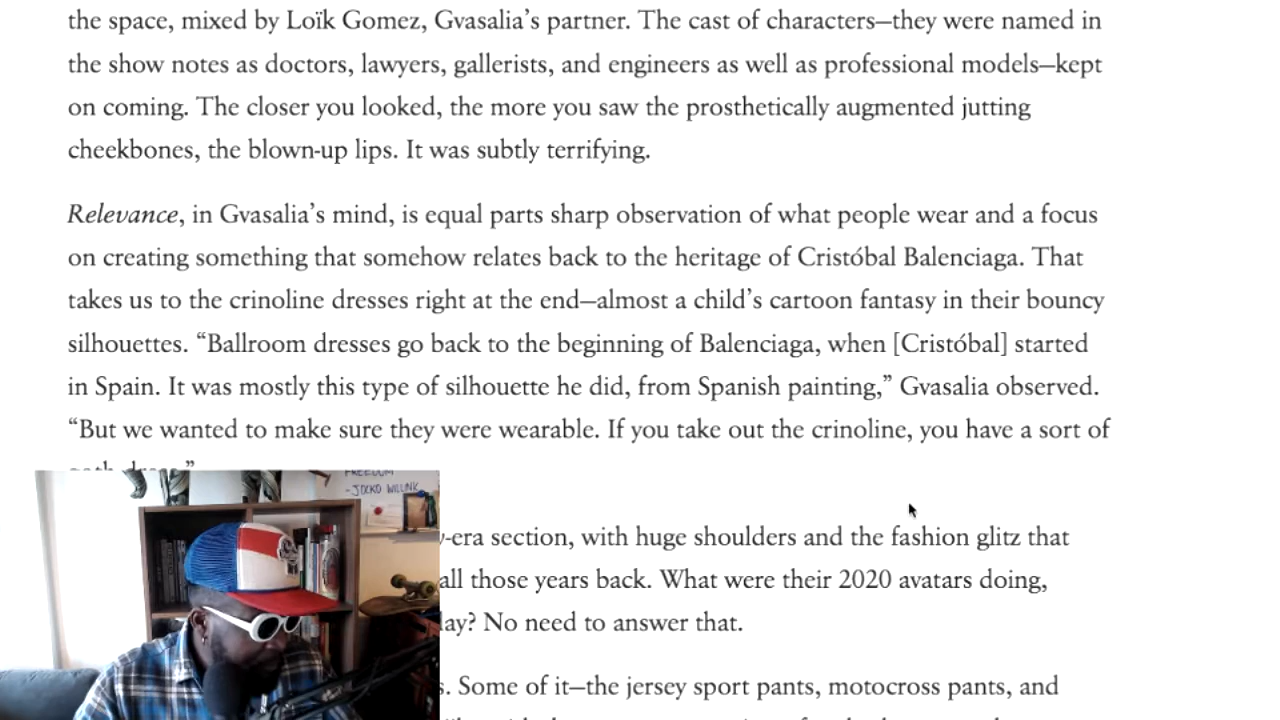 the space, mixed by Loïk Gomez, Gvasalia’s partner. The cast of characters—they were named in
the show notes as doctors, lawyers, gallerists, and engineers as well as professional models—kept
on coming. The closer you looked, the more you saw the prosthetically augmented jutting
cheekbones, the blown-up lips. It was subtly terrifying.
Relevance, in Gvasalia’s mind, is equal parts sharp observation of what people wear and a focus
on creating something that somehow relates back to the heritage of Cristóbal Balenciaga. That
takes us to the crinoline dresses right at the end—almost a child’s cartoon fantasy in their bouncy
silhouettes. “Ballroom dresses go back to the beginning of Balenciaga, when [Cristóbal] started
in Spain. It was mostly this type of silhouette he did, from Spanish painting,” Gvasalia observed.
“But we wanted to make sure they were wearable. If you take out the crinoline, you have a sort of
FREEDOM
-JOCKO WILLINK
-era section, with huge shoulders and the fashion glitz that
all those years back. What were their 2020 avatars doing,
day? No need to answer that.
s. Some of it—the jersey sport pants, motocross pants, and